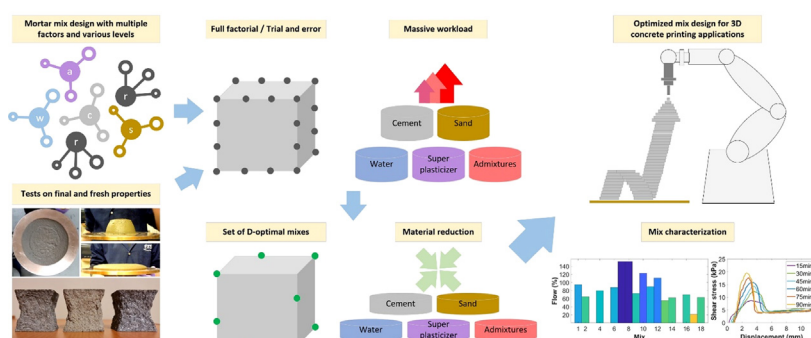 Mortar mix design with multiple
factors and various levels
Full factorial / Trial and error
Massive workload
Optimized mix design for 3D
concrete printing applications
a
r
w
c
s
r
Cement
Sand
Water
Super
plasticizer
Admixtures
Tests on final and fresh properties
Set of D-optimal mixes
Material reduction
Mix characterization
Cement
Sand
Water
Super
plasticizer
Admixtures
Flow (%)
140
120
100
80
60
40
20
0
1 2 4 6 8 10 12 14 16 18
Mix
Shear stress (kPa)
25
20
15
10
5
0
0 2 4 6 8 10
Displacement (mm)
15min
30min
45min
60min
75min
90min